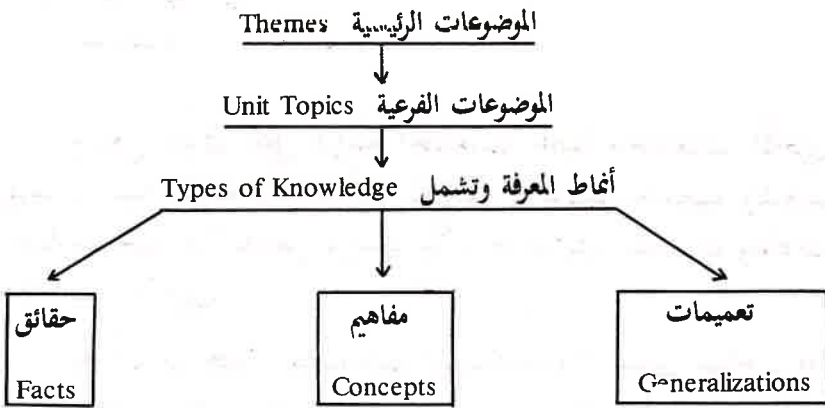 الموضوعات الرئيسية Themes
الموضوعات الفرعية Unit Topics
أنماط المعرفة وتشمل Types of Knowledge
حقائق
Facts
مفاهيم
Concepts
تعميمات
Generalizations